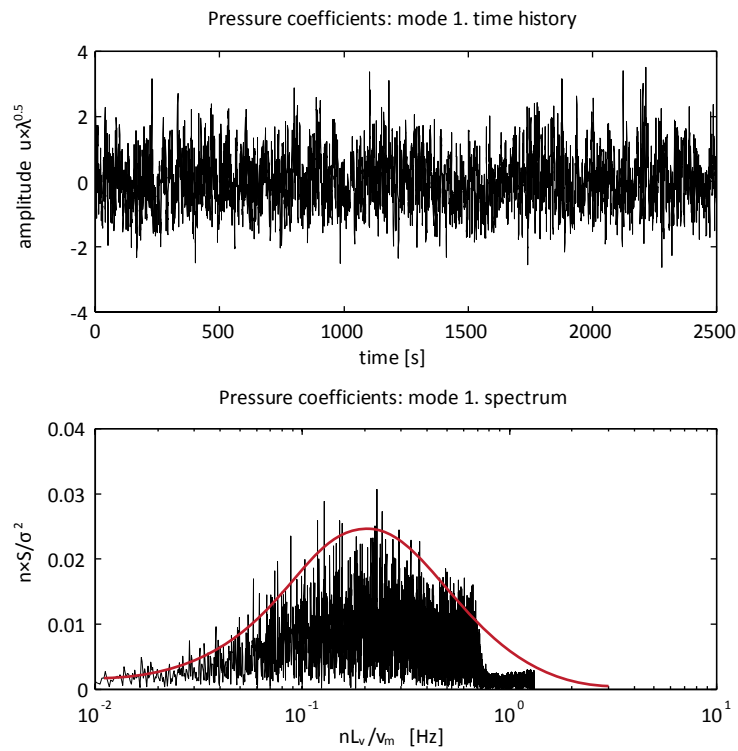 Pressure coefficients: mode 1. time history
amplitude u×λ^0.5
4
2
0
-2
-4
0 500 1000 1500 2000 2500
time [s]
Pressure coefficients: mode 1. spectrum
n×S/σ^2
0.04
0.03
0.02
0.01
0
10^-2 10^-1 10^0 10^1
nL_v/v_m [Hz]